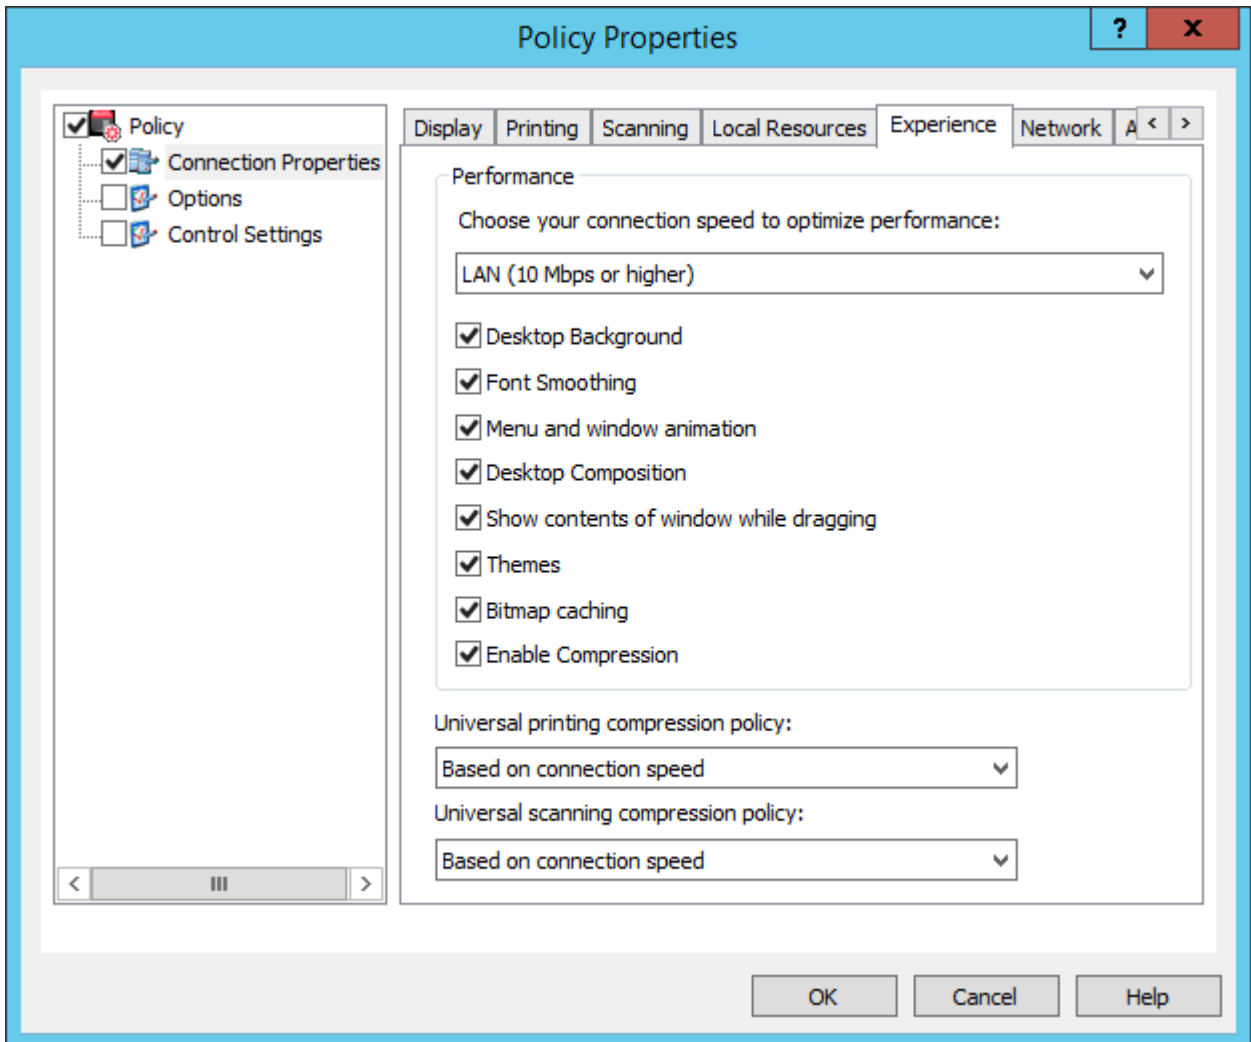 Policy Properties
?
x
Policy
Connection Properties
Options
Control Settings
Display
Printing
Scanning
Local Resources
Experience
Network
A
Performance
Choose your connection speed to optimize performance:
LAN (10 Mbps or higher)
Desktop Background
Font Smoothing
Menu and window animation
Desktop Composition
Show contents of window while dragging
Themes
Bitmap caching
Enable Compression
Universal printing compression policy:
Based on connection speed
Universal scanning compression policy:
Based on connection speed
OK
Cancel
Help